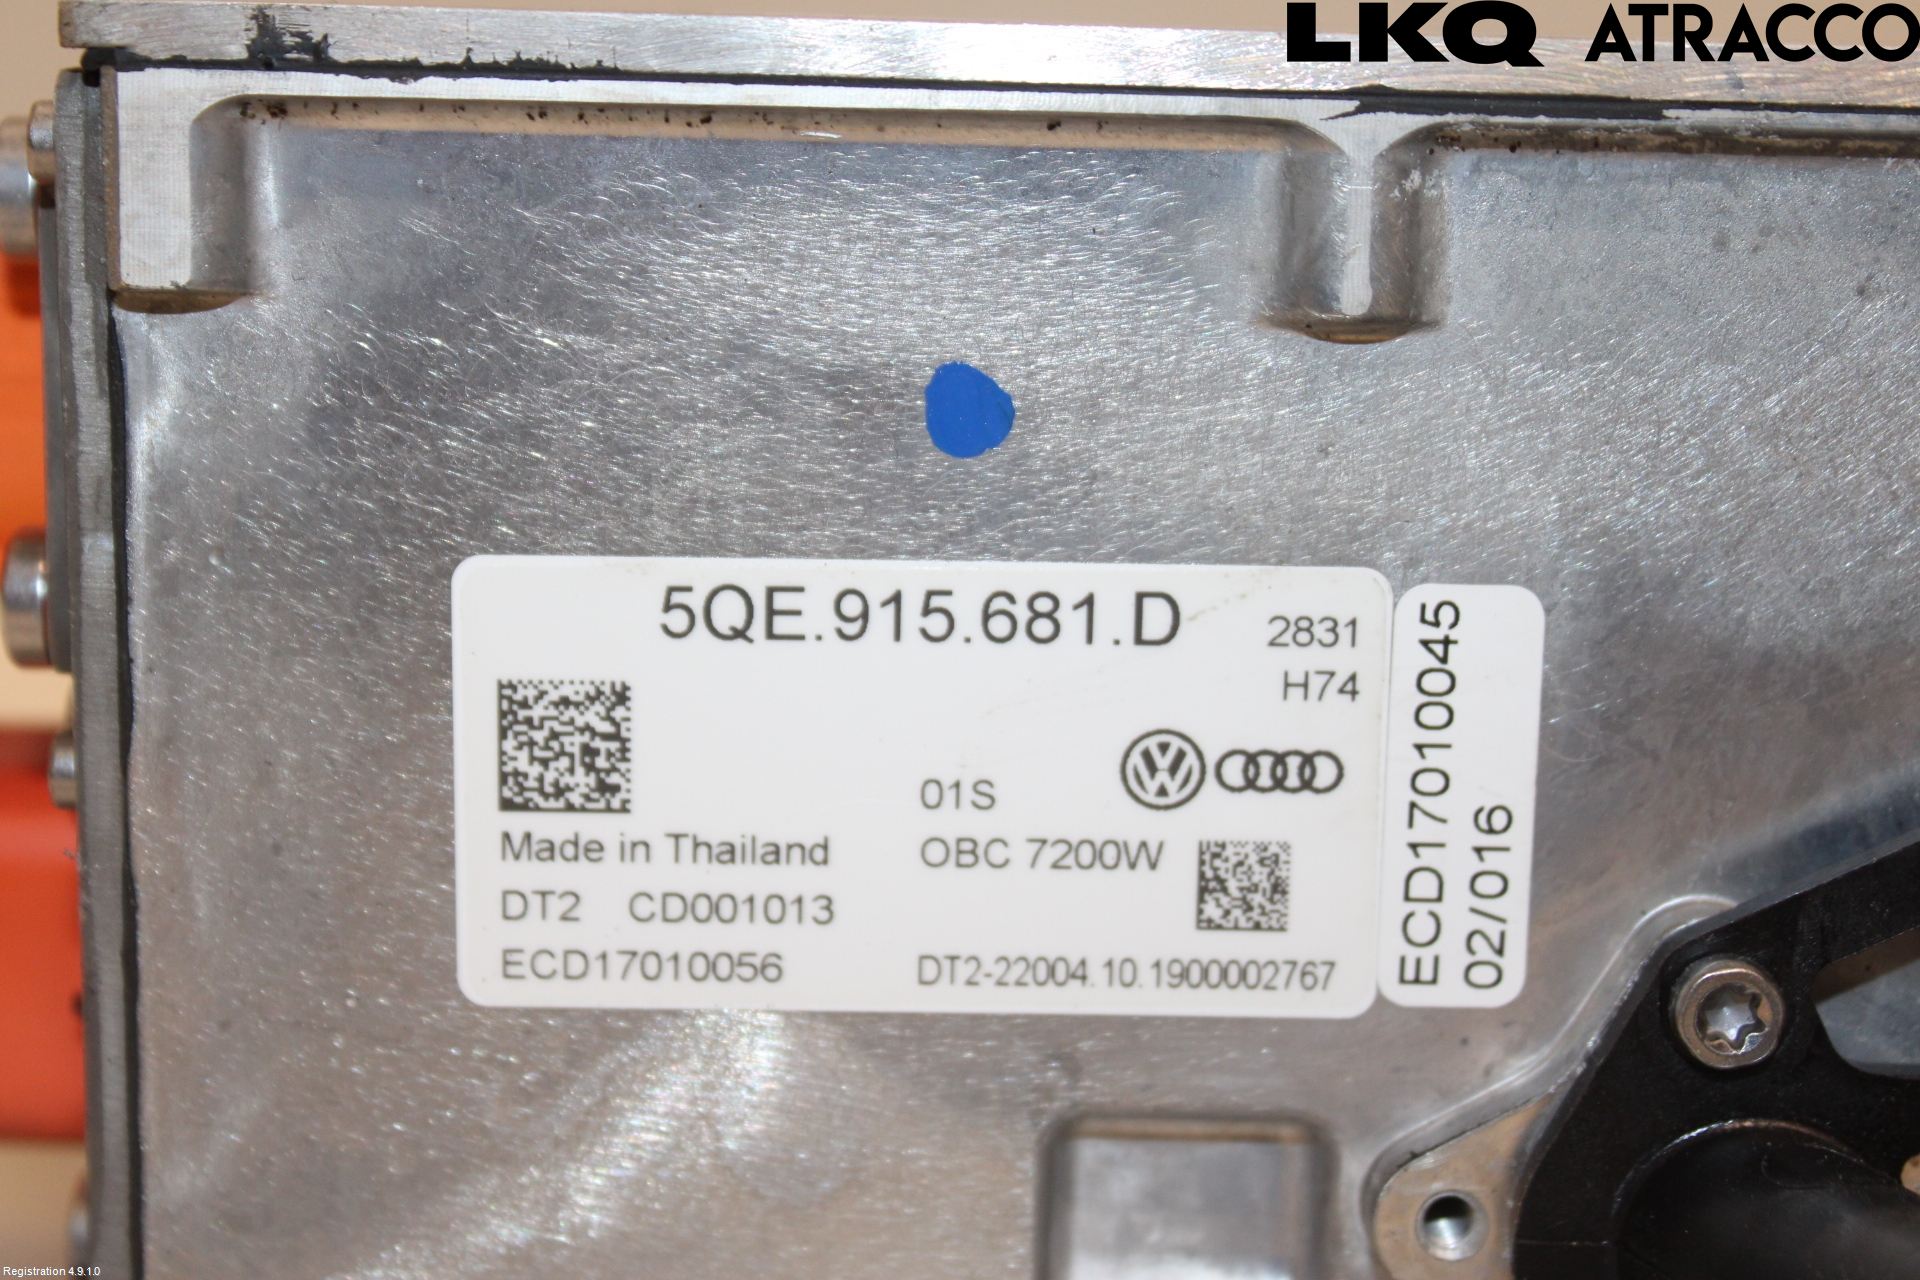 LKQ ATRACCO
5QE.915.681.D
2831
H74
01S
Made in Thailand
OBC 7200W
DT2 CD001013
ECD17010056
DT2-22004.10.1900002767
ECD17010045
02/016
Registration 4.9.1.0